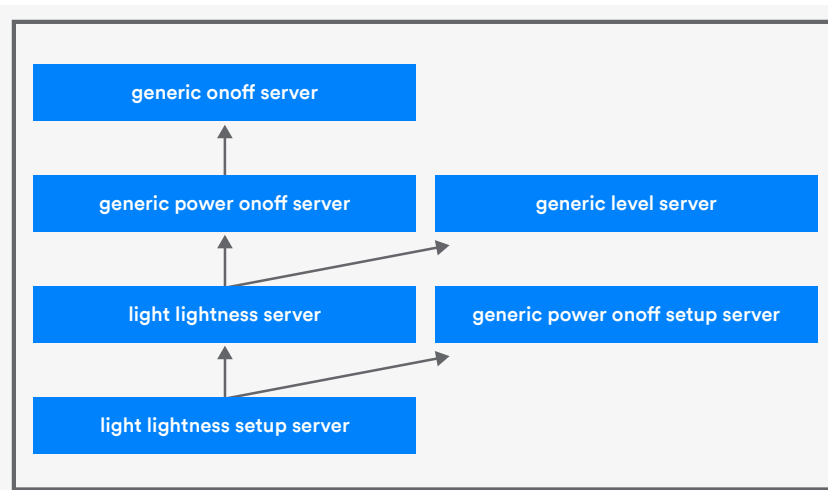 generic onoff server
generic power onoff server
generic level server
light lightness server
generic power onoff setup server
light lightness setup server